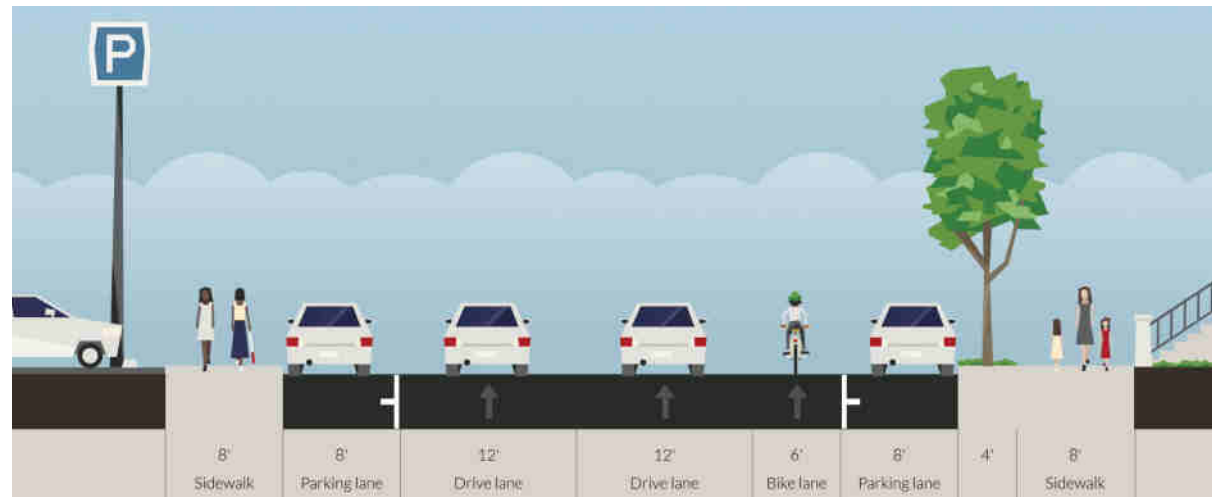 P
8' 8' 12' 12' 6' 8' 4' 8'
Sidewalk Parking lane Drive lane Drive lane Bike lane Parking lane Sidewalk